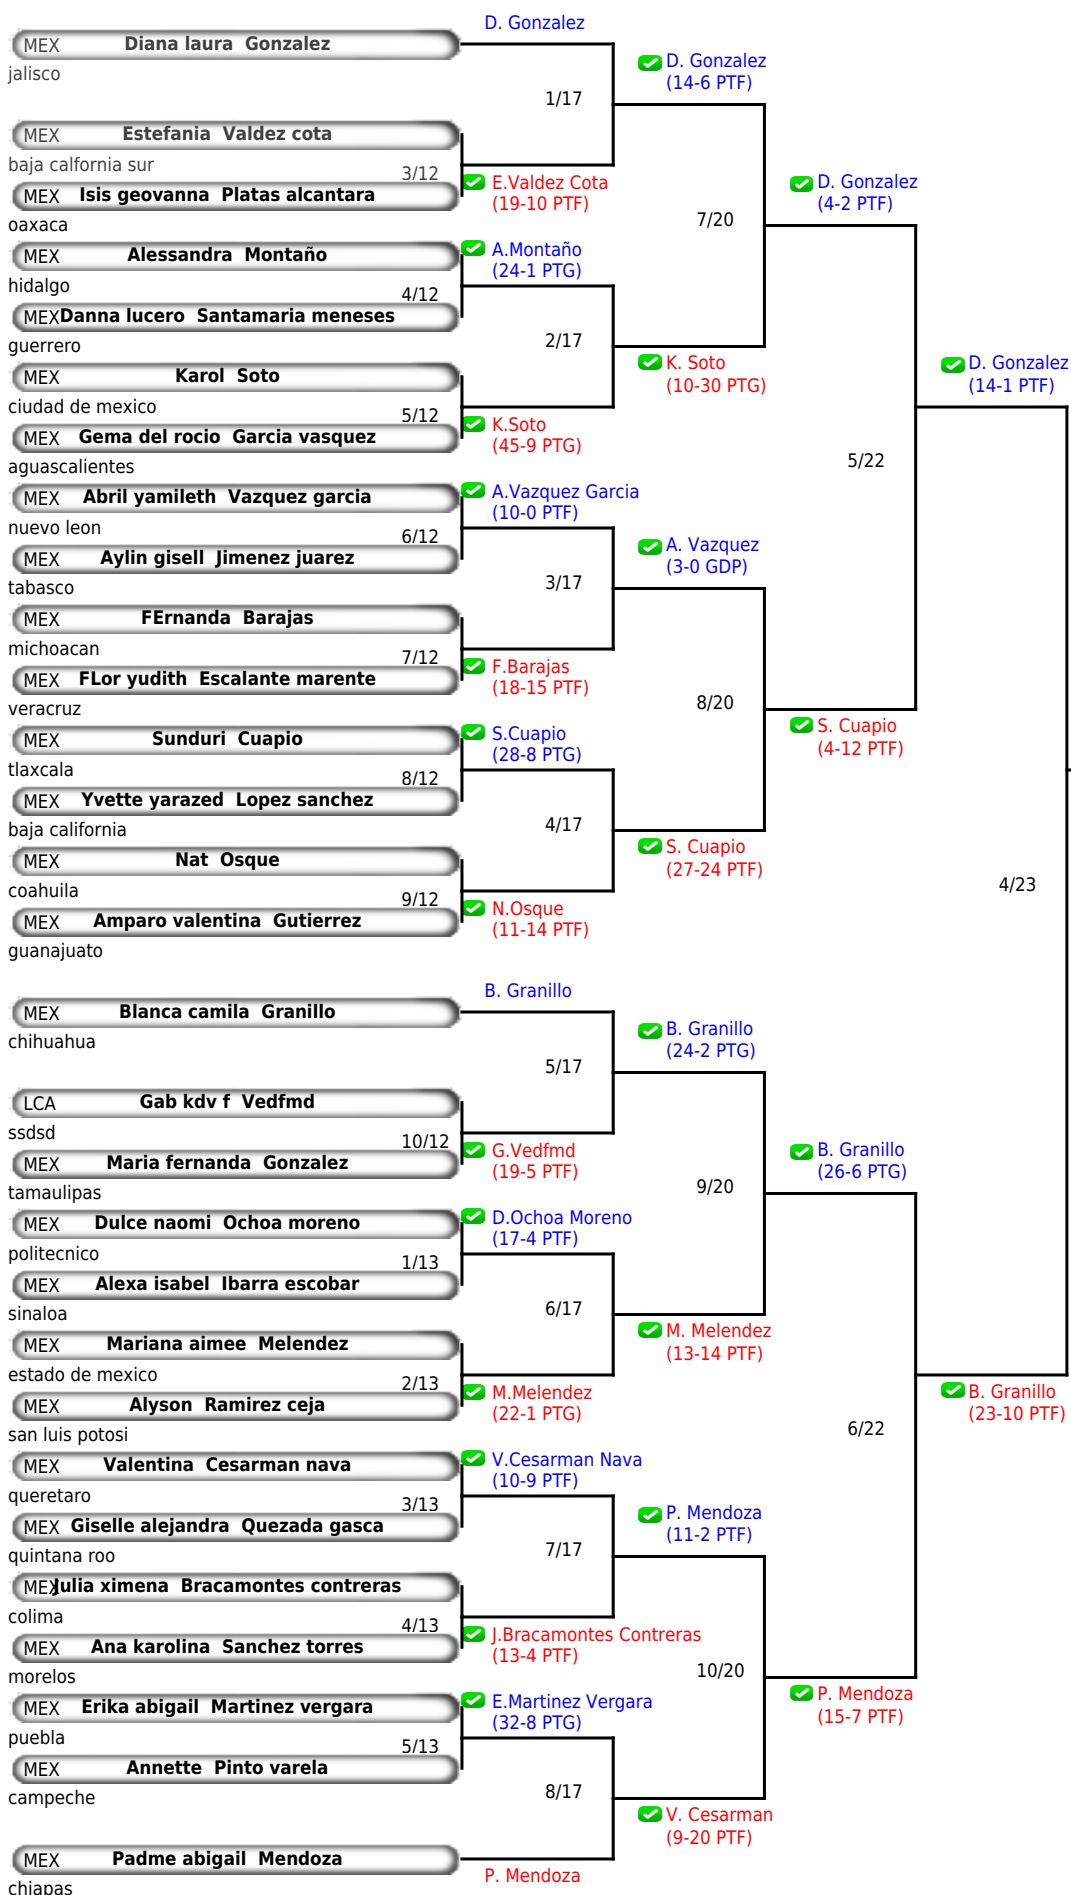 D. Gonzalez
MEX Diana laura Gonzalez
jalisco
D. Gonzalez
(14-6 PTF)
1/17
MEX Estefania Valdez cota
baja calfornia sur
3/12
E.Valdez Cota
(19-10 PTF)
MEX Isis geovanna Platas alcantara
oaxaca
D. Gonzalez
(4-2 PTF)
7/20
MEX Alessandra Montaño
hidalgo
A.Montaño
(24-1 PTG)
4/12
MEX Danna lucero Santamaria meneses
guerrero
2/17
K. Soto
(10-30 PTG)
MEX Karol Soto
ciudad de mexico
5/12
K.Soto
(45-9 PTG)
MEX Gema del rocio Garcia vasquez
aguascalientes
D. Gonzalez
(14-1 PTF)
5/22
MEX Abril yamileth Vazquez garcia
nuevo leon
A.Vazquez Garcia
(10-0 PTF)
6/12
MEX Aylin gisell Jimenez juarez
tabasco
A. Vazquez
(3-0 GDP)
3/17
MEX FErnanda Barajas
michoacan
7/12
F.Barajas
(18-15 PTF)
MEX FLor yudith Escalante marente
veracruz
8/20
S. Cuapio
(4-12 PTF)
MEX Sunduri Cuapio
tlaxcala
S.Cuapio
(28-8 PTG)
8/12
MEX Yvette yarazed Lopez sanchez
baja california
4/17
S. Cuapio
(27-24 PTF)
MEX Nat Osque
coahuila
9/12
N.Osque
(11-14 PTF)
MEX Amparo valentina Gutierrez
guanajuato
4/23
B. Granillo
MEX Blanca camila Granillo
chihuahua
B. Granillo
(24-2 PTG)
5/17
LCA Gab kdv f Vedfmd
ssdsd
10/12
G.Vedfmd
(19-5 PTF)
MEX Maria fernanda Gonzalez
tamaulipas
B. Granillo
(26-6 PTG)
9/20
MEX Dulce naomi Ochoa moreno
politecnico
D.Ochoa Moreno
(17-4 PTF)
1/13
MEX Alexa isabel Ibarra escobar
sinaloa
6/17
M. Melendez
(13-14 PTF)
MEX Mariana aimee Melendez
estado de mexico
2/13
M.Melendez
(22-1 PTG)
MEX Alyson Ramirez ceja
san luis potosi
B. Granillo
(23-10 PTF)
6/22
MEX Valentina Cesarman nava
queretaro
V.Cesarman Nava
(10-9 PTF)
3/13
MEX Giselle alejandra Quezada gasca
quintana roo
P. Mendoza
(11-2 PTF)
7/17
MEX Julia ximena Bracamontes contreras
colima
4/13
J.Bracamontes Contreras
(13-4 PTF)
MEX Ana karolina Sanchez torres
morelos
10/20
P. Mendoza
(15-7 PTF)
MEX Erika abigail Martinez vergara
puebla
E.Martinez Vergara
(32-8 PTG)
5/13
MEX Annette Pinto varela
campeche
8/17
V. Cesarman
(9-20 PTF)
MEX Padme abigail Mendoza
chiapas
P. Mendoza